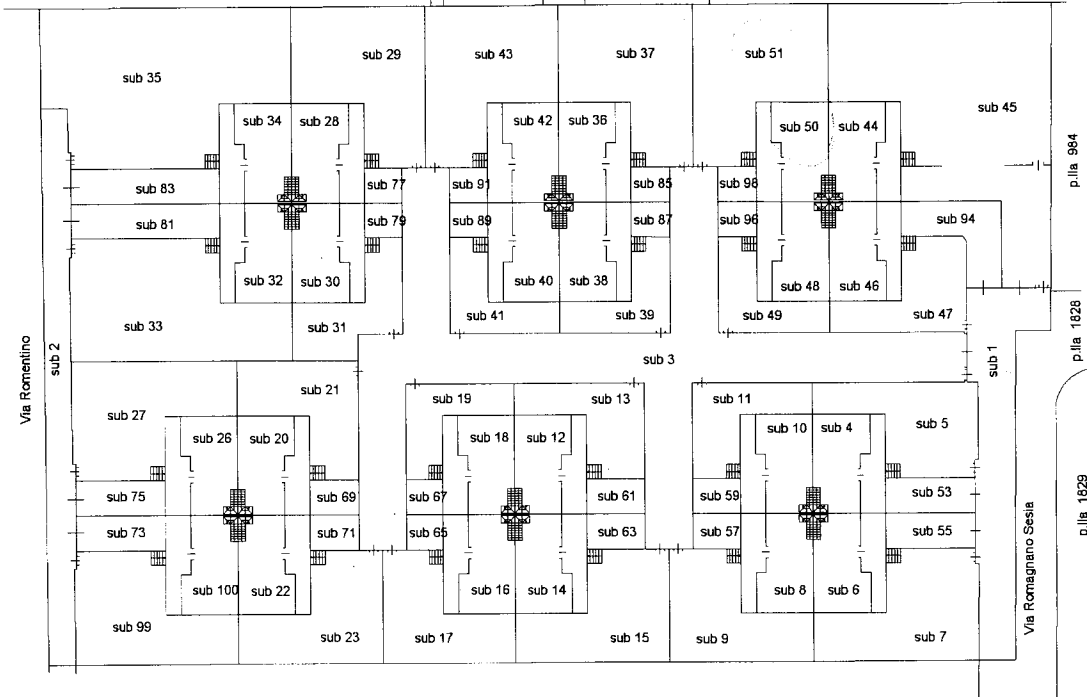 sub 35
sub 29
sub 43
sub 37
sub 51
sub 45
sub 34
sub 28
sub 42
sub 36
sub 50
sub 44
p.lla 984
sub 83
sub 77
sub 91
sub 85
sub 98
sub 81
sub 79
sub 89
sub 87
sub 96
sub 94
sub 32
sub 30
sub 40
sub 38
sub 48
sub 46
sub 33
sub 31
sub 41
sub 39
sub 49
sub 47
p.lla 1828
Via Romentino
sub 2
sub 3
sub 1
sub 27
sub 21
sub 19
sub 13
sub 11
sub 5
sub 26
sub 20
sub 18
sub 12
sub 10
sub 4
sub 75
sub 69
sub 67
sub 61
sub 59
sub 53
sub 73
sub 71
sub 65
sub 63
sub 57
sub 55
p.lla 1829
Via Romagnano Sesia
sub 100
sub 22
sub 16
sub 14
sub 8
sub 6
sub 99
sub 23
sub 17
sub 15
sub 9
sub 7